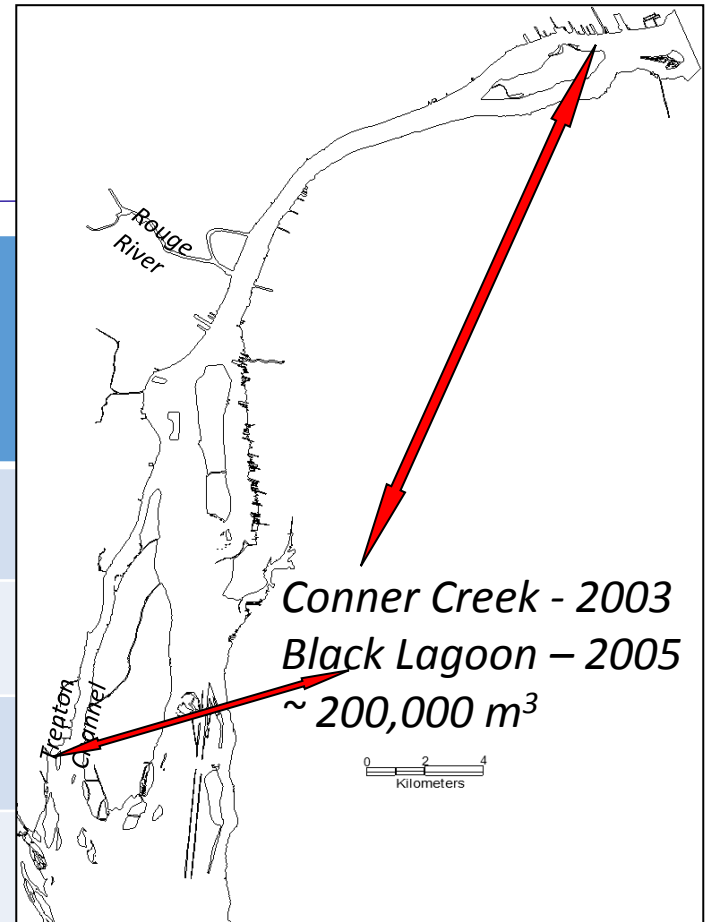 Rouge
River
Conner Creek - 2003
Black Lagoon – 2005
~ 200,000 m³
Trenton
Channel
0 2 4
Kilometers